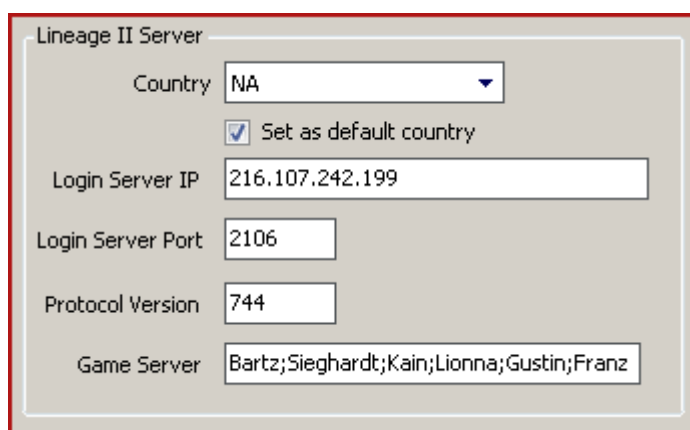 Lineage II Server
Country NA
Set as default country
Login Server IP 216.107.242.199
Login Server Port 2106
Protocol Version 744
Game Server Bartz;Sieghardt;Kain;Lionna;Gustin;Franz